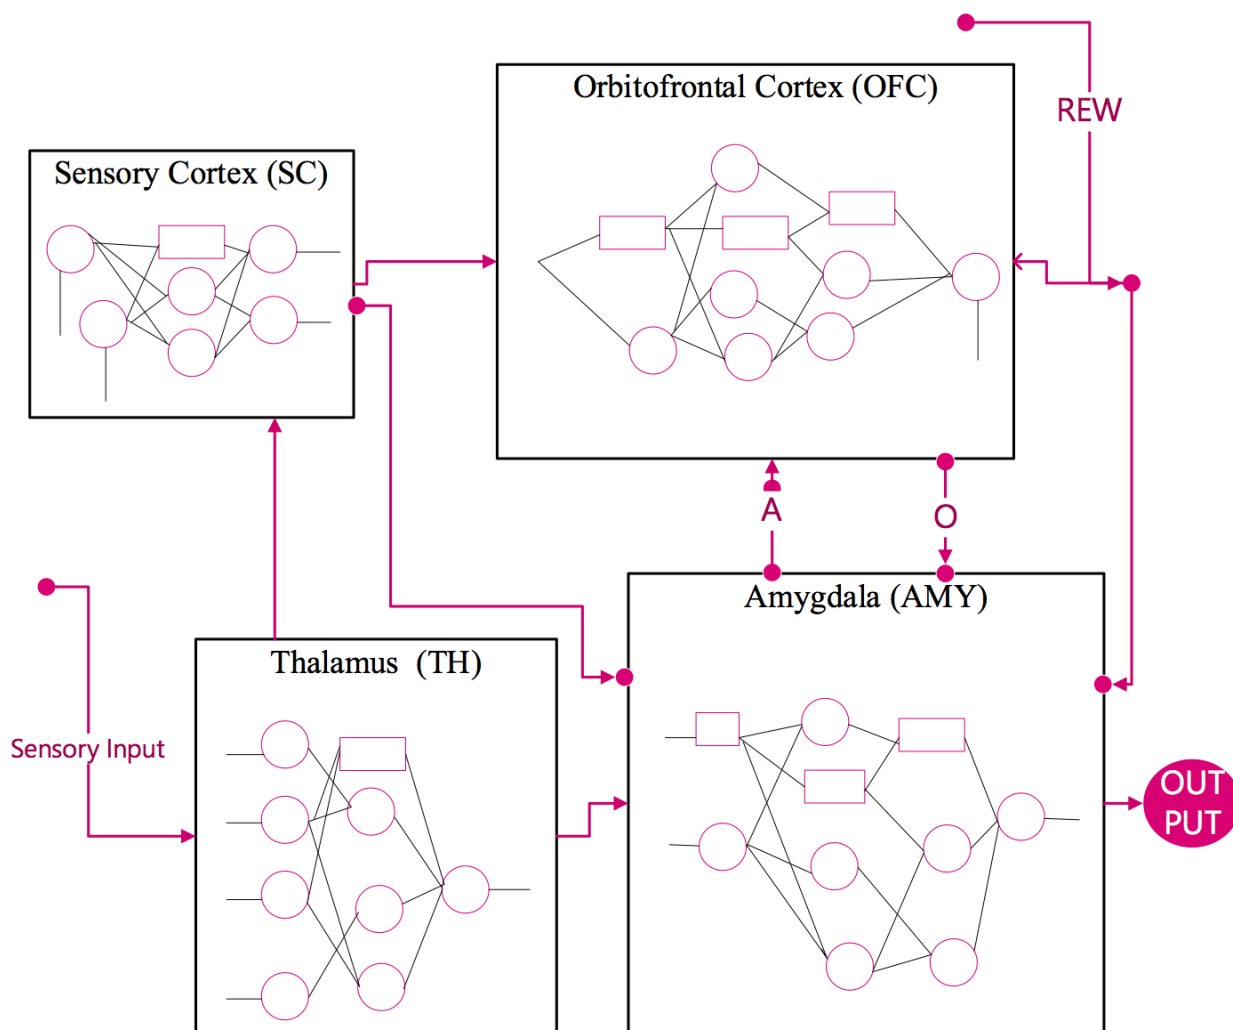 Orbitofrontal Cortex (OFC)
REW
Sensory Cortex (SC)
A
O
Amygdala (AMY)
Thalamus (TH)
Sensory Input
OUT
PUT